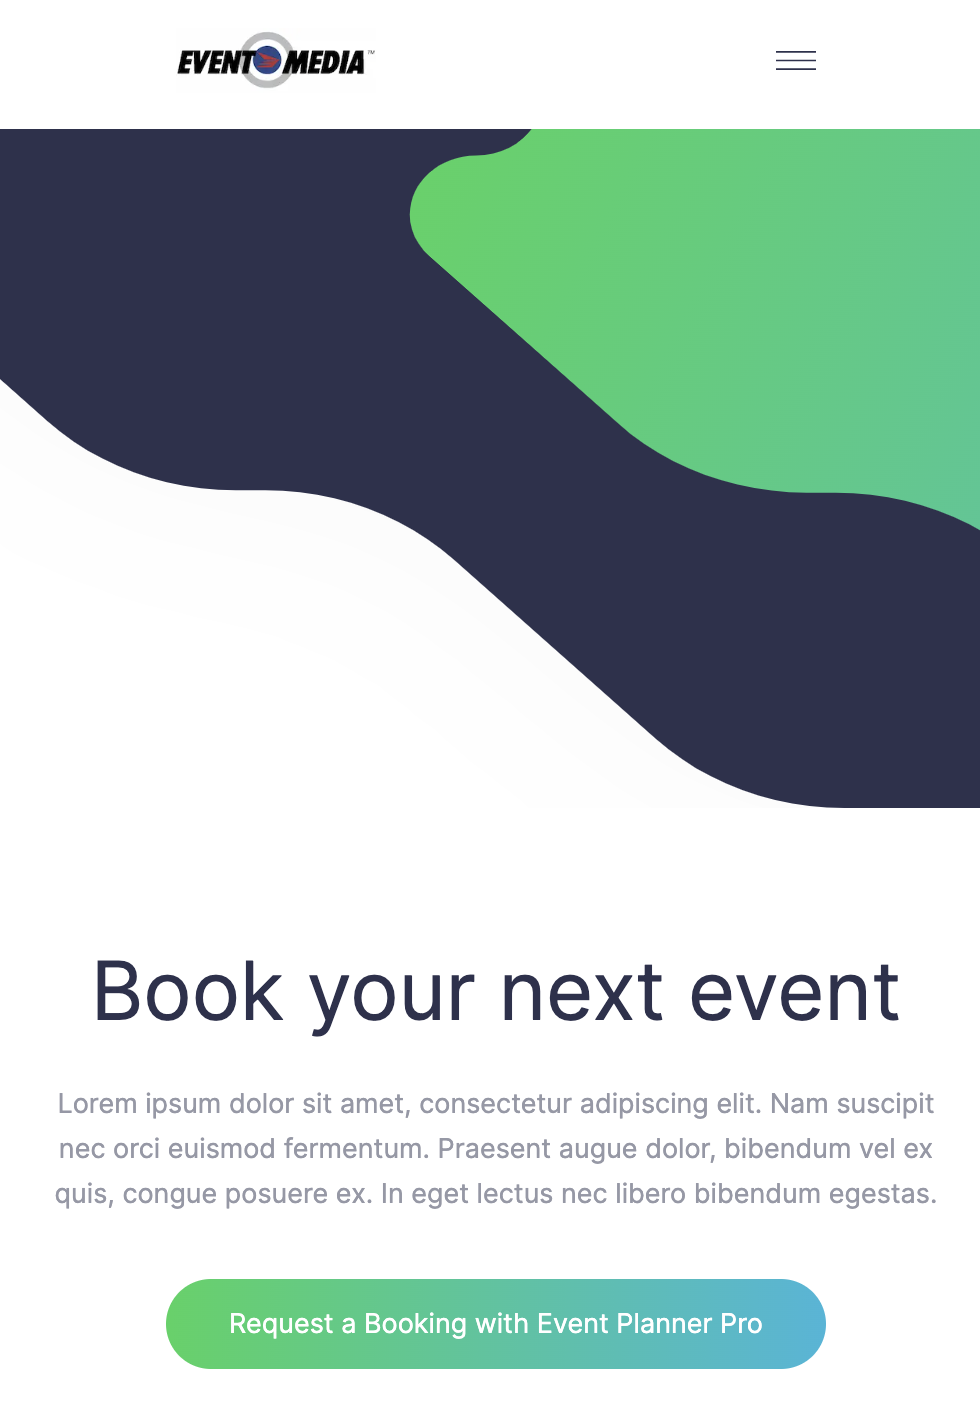 EVENT MEDIA™
Book your next event
Lorem ipsum dolor sit amet, consectetur adipiscing elit. Nam suscipit
nec orci euismod fermentum. Praesent augue dolor, bibendum vel ex
quis, congue posuere ex. In eget lectus nec libero bibendum egestas.
Request a Booking with Event Planner Pro